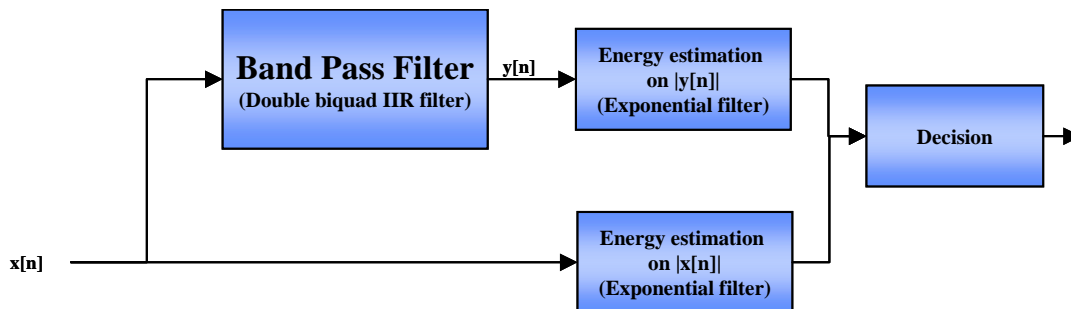 Band Pass Filter
(Double biquad IIR filter)
y[n]
Energy estimation
on |y[n]|
(Exponential filter)
Decision
x[n]
Energy estimation
on |x[n]|
(Exponential filter)